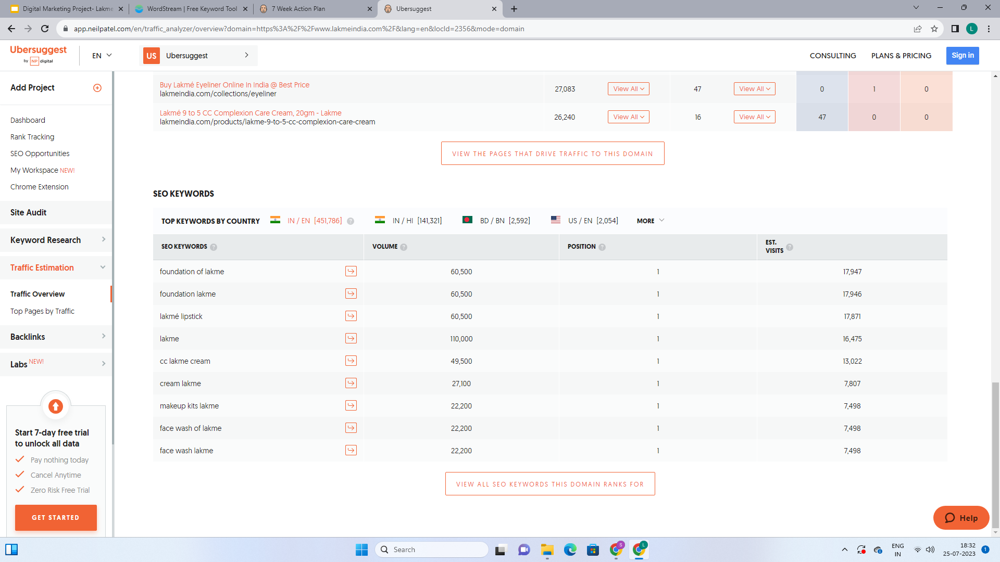 Digital Marketing Project- Lakme
WordStream | Free Keyword Tool
7 Week Action Plan
Ubersuggest
app.neilpatel.com/en/traffic_analyzer/overview?domain=https%3A%2F%2Fwww.lakmeindia.com%2F&lang=en&locId=2356&mode=domain
L
Ubersuggest
by NP digital
EN
US Ubersuggest
CONSULTING
PLANS & PRICING
Sign in
Add Project
Dashboard
Rank Tracking
SEO Opportunities
My Workspace NEW!
Chrome Extension
Site Audit
Keyword Research
Traffic Estimation
Traffic Overview
Top Pages by Traffic
Backlinks
Labs NEW!
Start 7-day free trial
to unlock all data
Pay nothing today
Cancel Anytime
Zero Risk Free Trial
GET STARTED
Buy Lakmé Eyeliner Online In India @ Best Price
lakmeindia.com/collections/eyeliner
27,083 View All 47 View All 0 1 0
Lakmé 9 to 5 CC Complexion Care Cream, 20gm - Lakme
lakmeindia.com/products/lakme-9-to-5-cc-complexion-care-cream
26,240 View All 16 View All 47 0 0
VIEW THE PAGES THAT DRIVE TRAFFIC TO THIS DOMAIN
SEO KEYWORDS
TOP KEYWORDS BY COUNTRY IN / EN [451,786] ? IN / HI [141,321] BD / BN [2,592] US / EN [2,054] MORE
SEO KEYWORDS ? VOLUME ? POSITION ? EST. VISITS ?
foundation of lakme 60,500 1 17,947
foundation lakme 60,500 1 17,946
lakmé lipstick 60,500 1 17,871
lakme 110,000 1 16,475
cc lakme cream 49,500 1 13,022
cream lakme 27,100 1 7,807
makeup kits lakme 22,200 1 7,498
face wash of lakme 22,200 1 7,498
face wash lakme 22,200 1 7,498
VIEW ALL SEO KEYWORDS THIS DOMAIN RANKS FOR
Help
Search
S
L
ENG
IN
18:32
25-07-2023
1